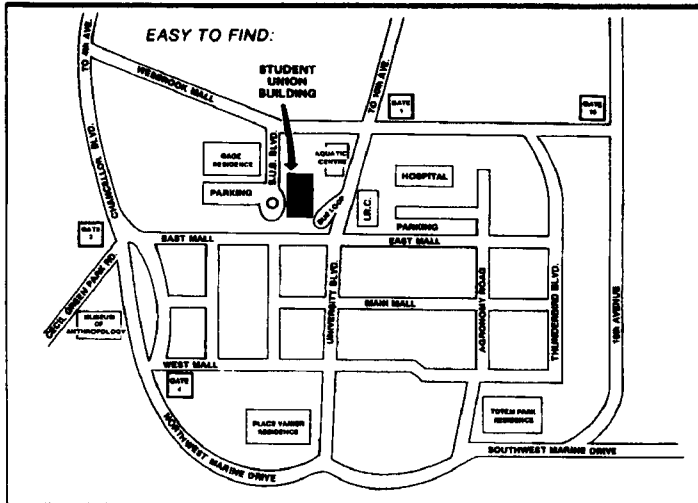 EASY TO FIND:
TO 4th AVE.
WESBROOK MALL
STUDENT
UNION
BUILDING
TO 10th AVE.
GATE
1
GATE
10
CHANCELLOR BLVD.
GAGE
RESIDENCE
S.U.B. BLVD.
AQUATIC
CENTRE
PARKING
HOSPITAL
BUS LOOP
I.R.C.
PARKING
GATE
2
EAST MALL
EAST MALL
CECIL GREEN PARK RD.
MUSEUM
OF
ANTHROPOLOGY
UNIVERSITY BLVD.
MAIN MALL
AGRONOMY ROAD
THUNDERBIRD BLVD.
16th AVENUE
WEST MALL
GATE
4
PLACE VANIER
RESIDENCE
TOTEM PARK
RESIDENCE
NORTHWEST MARINE DRIVE
SOUTHWEST MARINE DRIVE